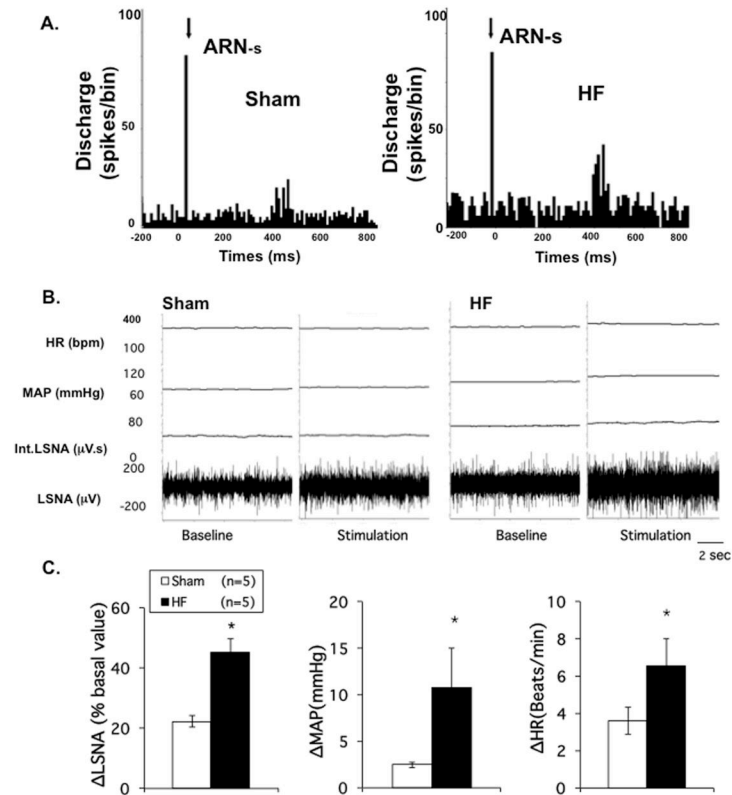 A.
100
50
0
Discharge
(spikes/bin)
ARN-s
Sham
-200 0 200 400 600 800
Times (ms)
100
50
0
Discharge
(spikes/bin)
ARN-s
HF
-200 0 200 400 600 800
Times (ms)
B.
Sham HF
HR (bpm)
400
100
MAP (mmHg)
120
60
Int.LSNA (µV.s)
80
0
LSNA (µV)
200
-200
Baseline Stimulation Baseline Stimulation
2 sec
C.
Sham (n=5)
HF (n=5)
ΔLSNA (% basal value)
60
40
20
0
*
ΔMAP(mmHg)
20
15
10
5
0
*
ΔHR(Beats/min)
10
8
6
4
2
0
*